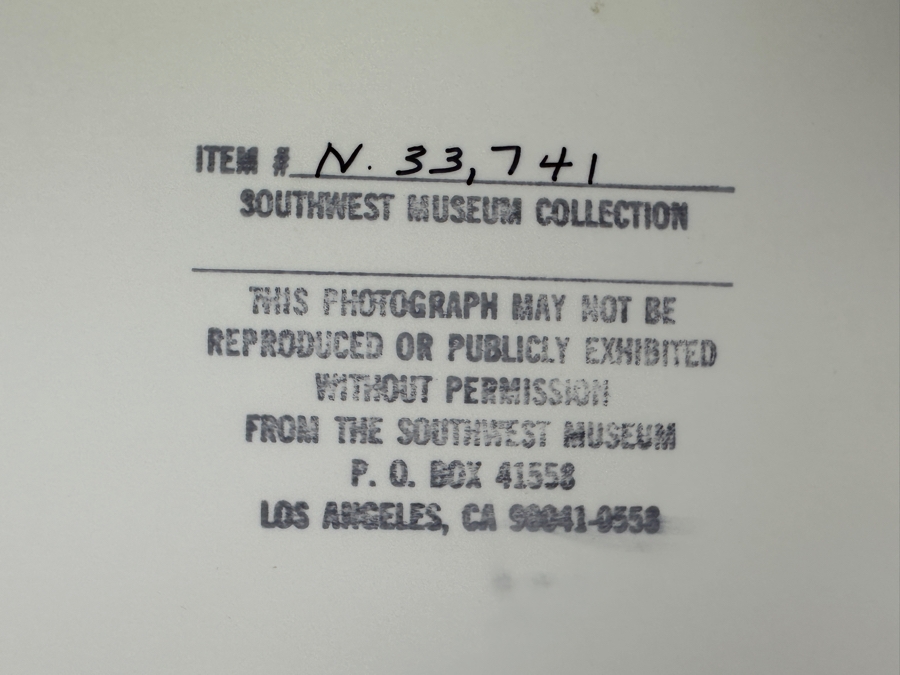 ITEM # N. 33,741
SOUTHWEST MUSEUM COLLECTION
THIS PHOTOGRAPH MAY NOT BE
REPRODUCED OR PUBLICLY EXHIBITED
WITHOUT PERMISSION
FROM THE SOUTHWEST MUSEUM
P. O. BOX 41558
LOS ANGELES, CA 90041-0558